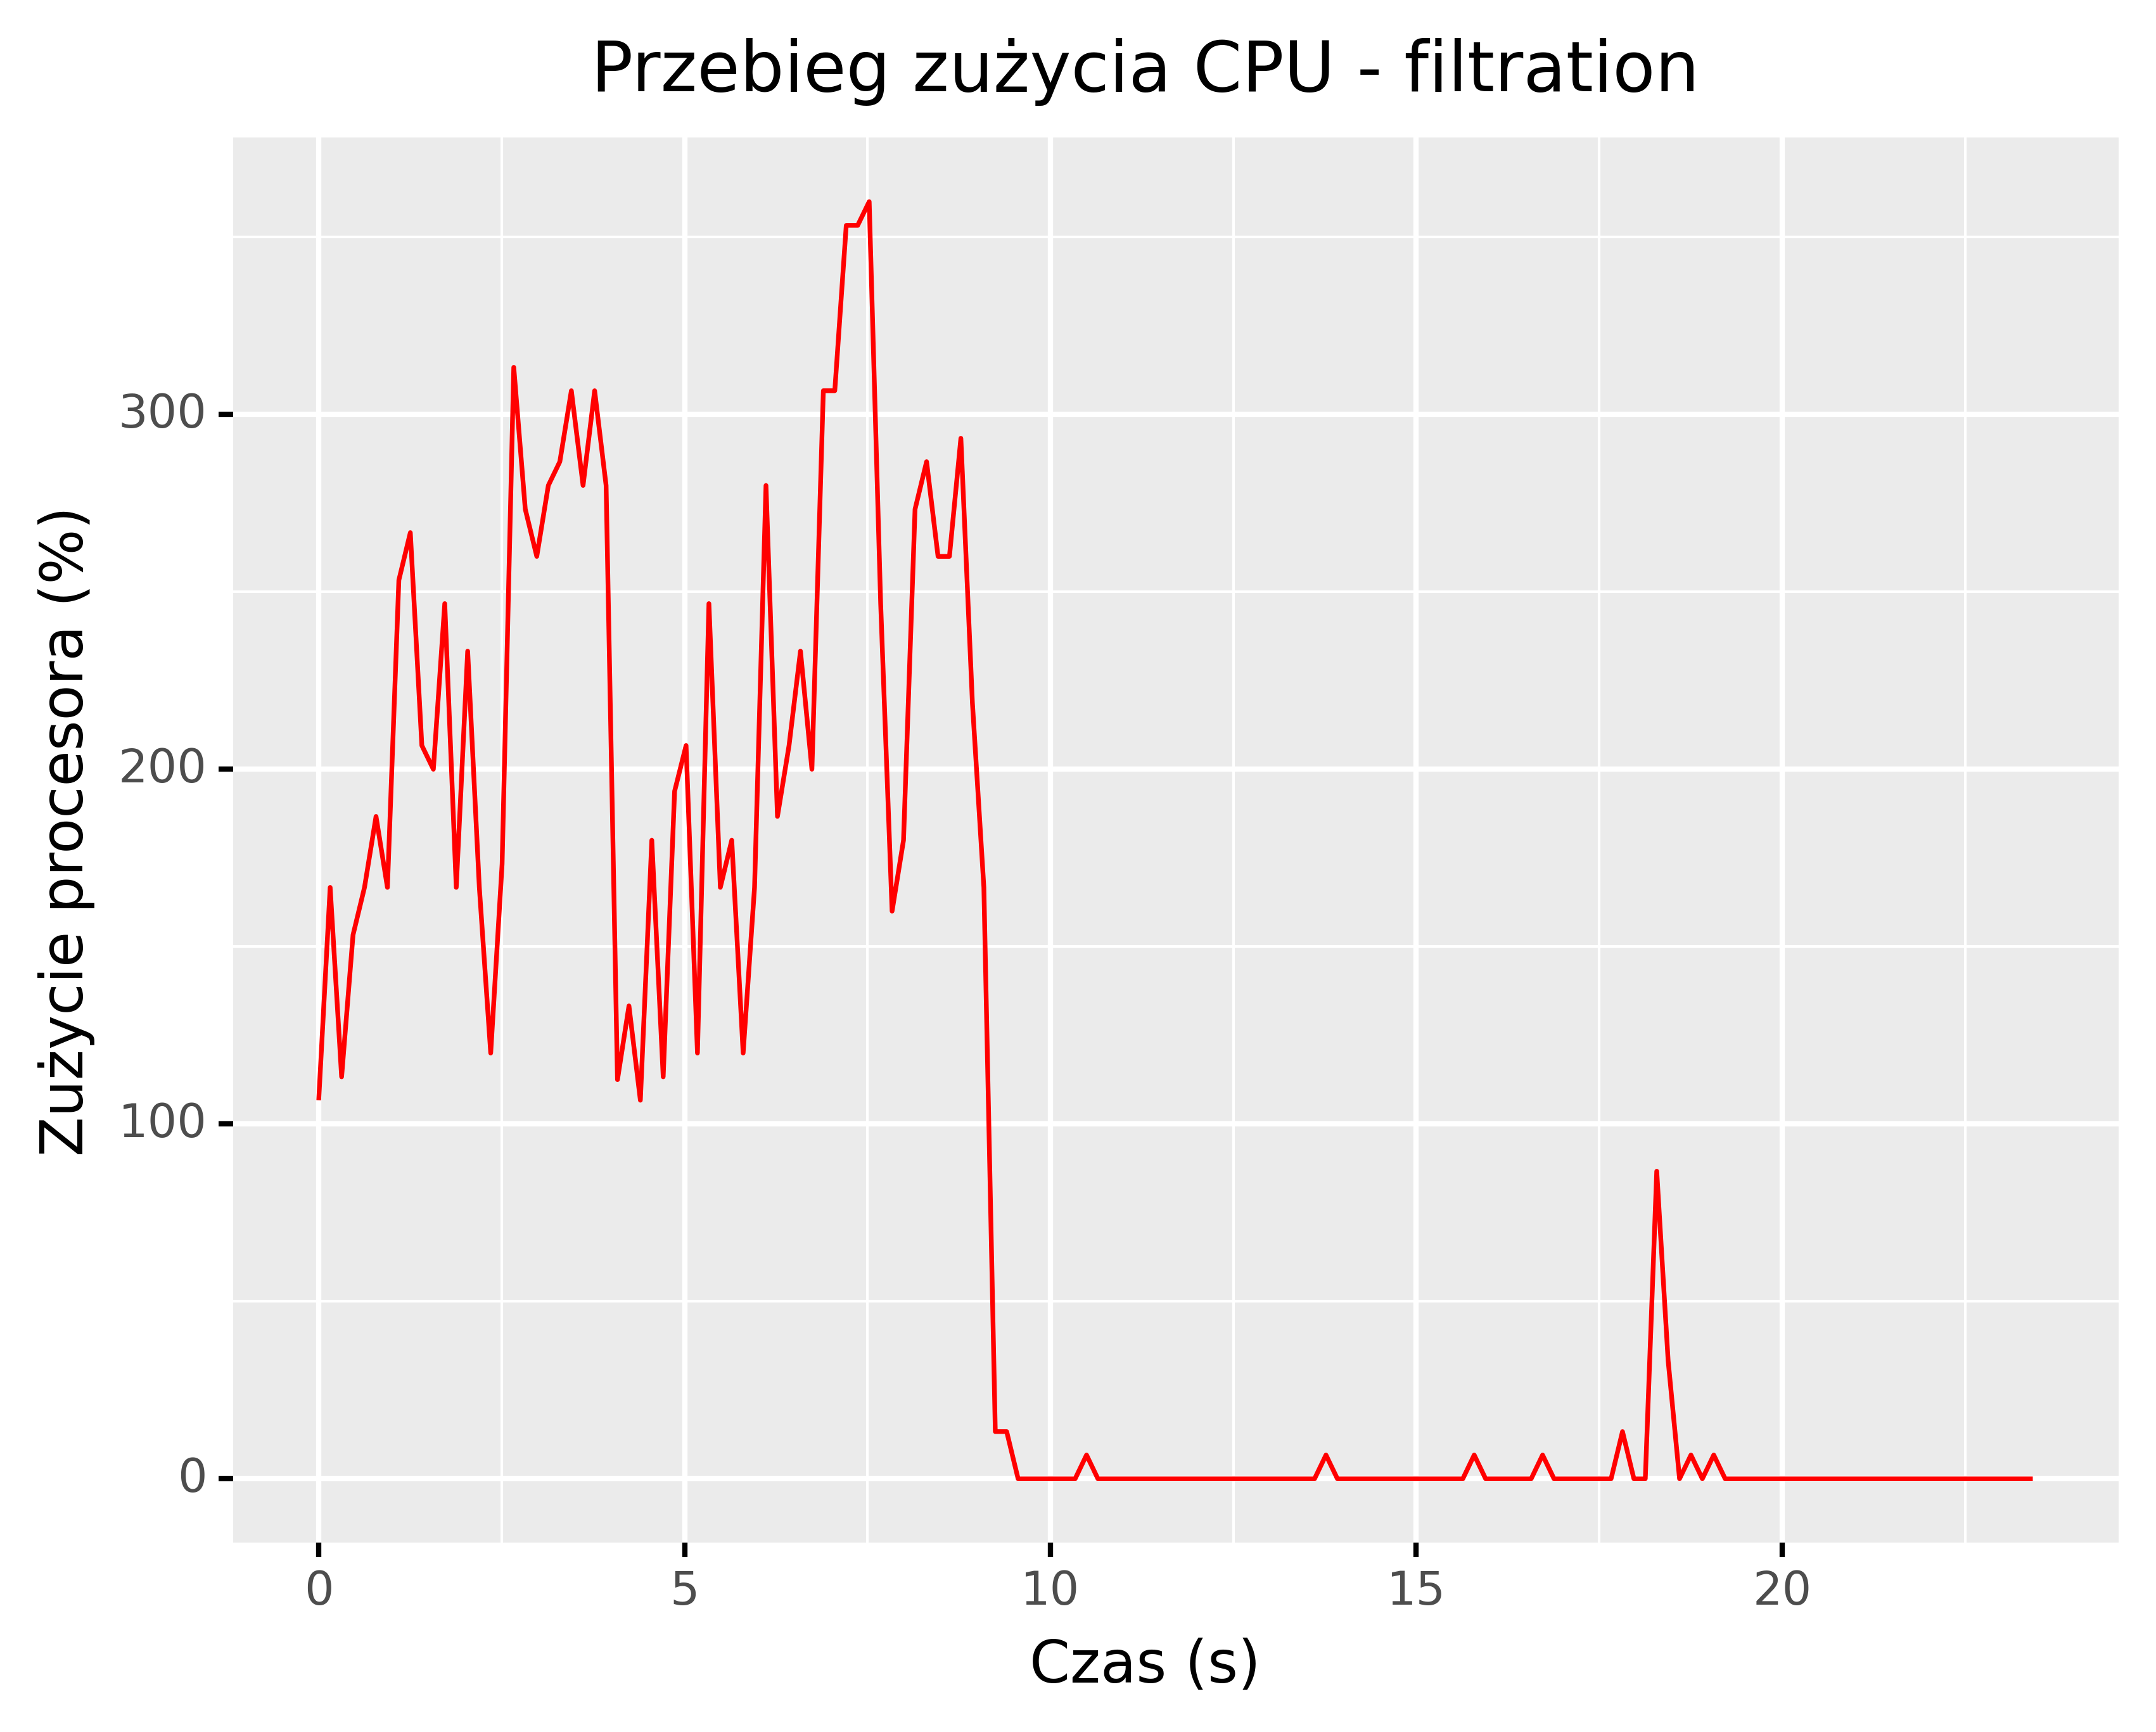 Przebieg zużycia CPU - filtration
Zużycie procesora (%)
300
200
100
0
0 5 10 15 20
Czas (s)